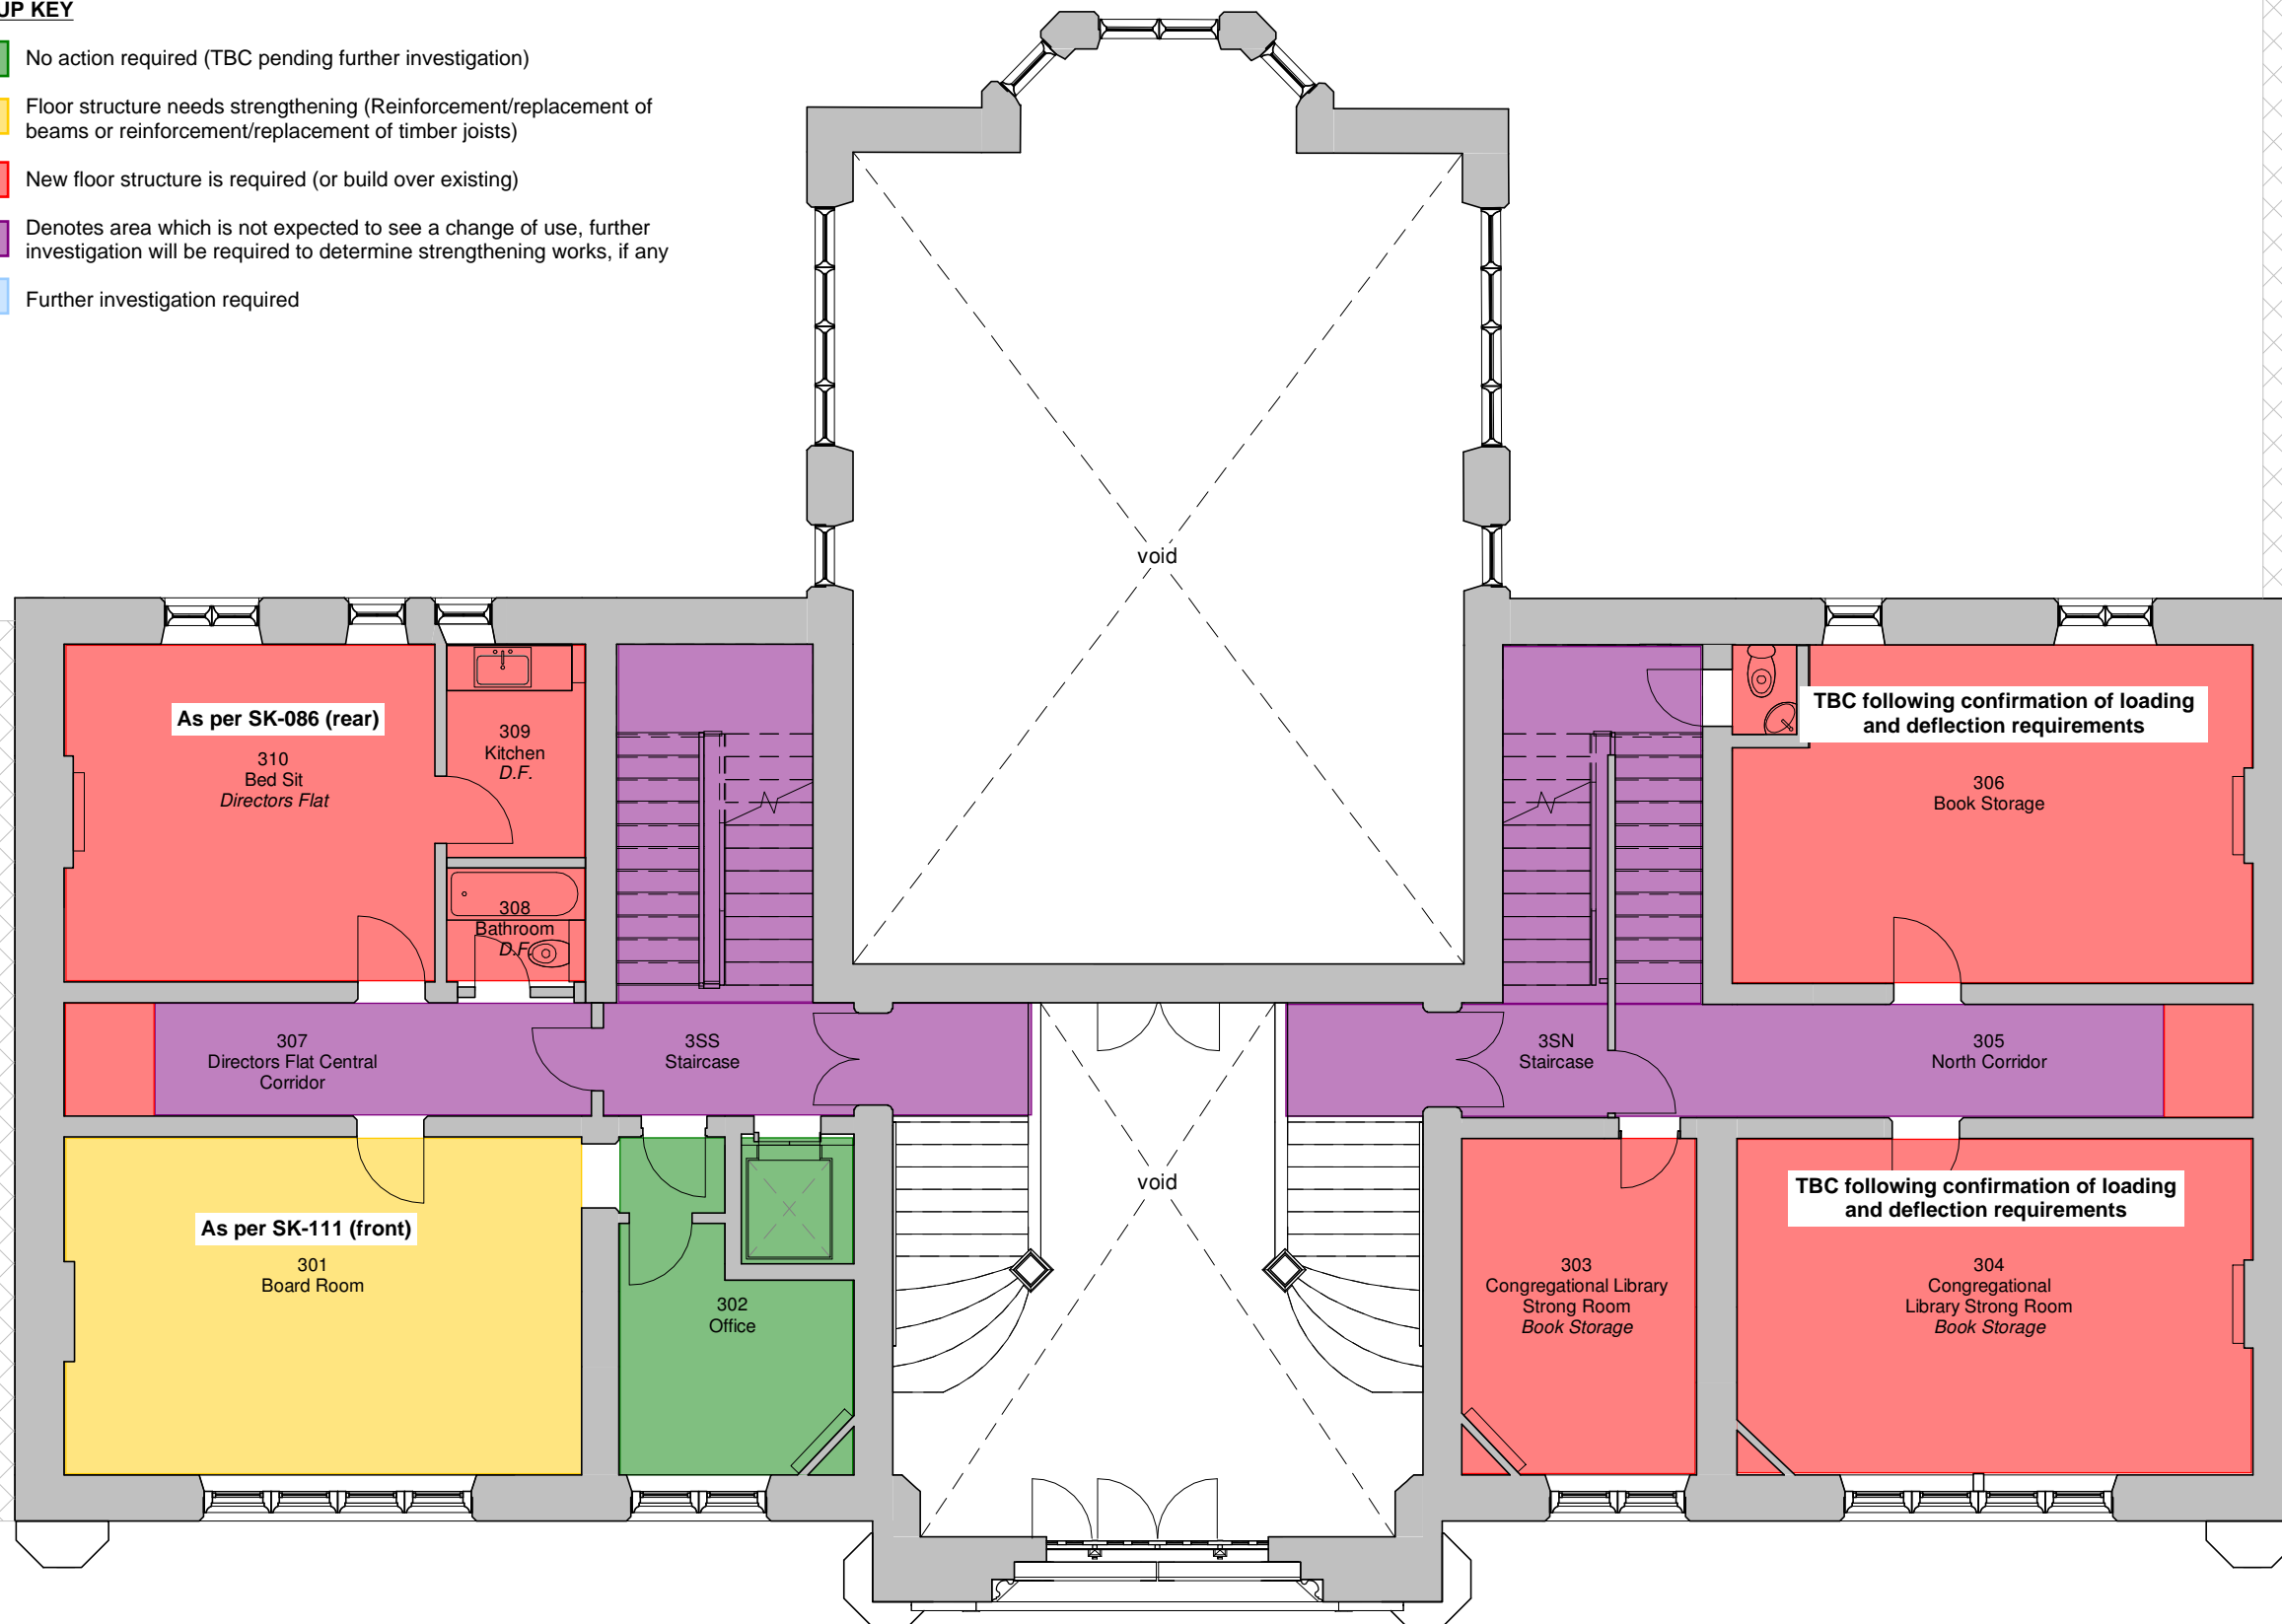 UP KEY
No action required (TBC pending further investigation)
Floor structure needs strengthening (Reinforcement/replacement of
beams or reinforcement/replacement of timber joists)
New floor structure is required (or build over existing)
Denotes area which is not expected to see a change of use, further
investigation will be required to determine strengthening works, if any
Further investigation required
void
As per SK-086 (rear)
310
Bed Sit
Directors Flat
309
Kitchen
D.F.
308
Bathroom
D.F.
TBC following confirmation of loading
and deflection requirements
306
Book Storage
307
Directors Flat Central
Corridor
3SS
Staircase
3SN
Staircase
305
North Corridor
void
As per SK-111 (front)
301
Board Room
302
Office
303
Congregational Library
Strong Room
Book Storage
TBC following confirmation of loading
and deflection requirements
304
Congregational
Library Strong Room
Book Storage